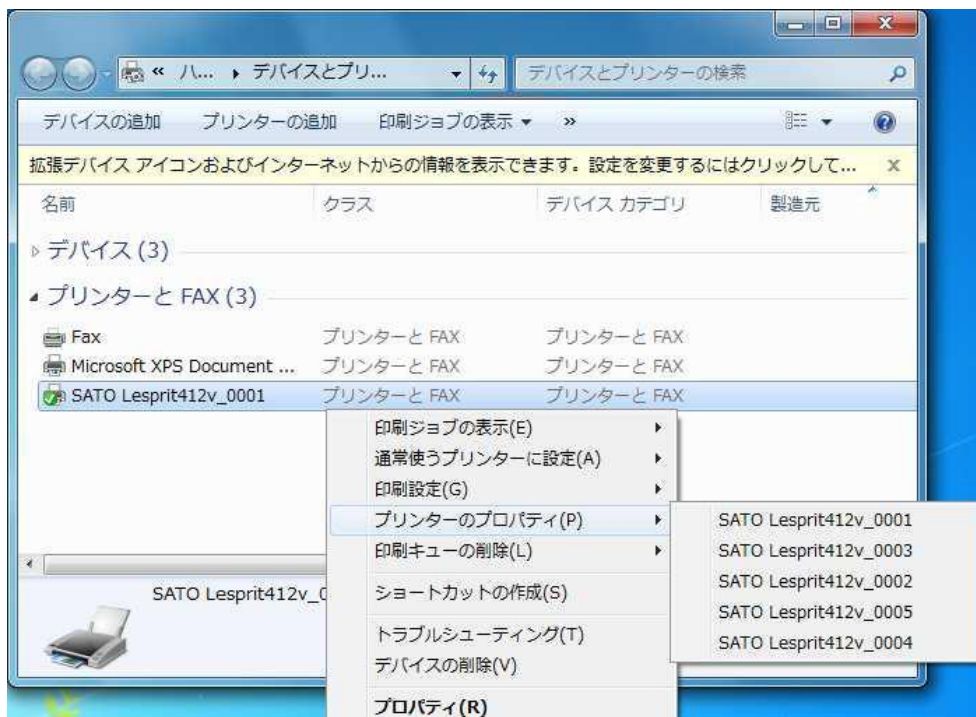 « ハ... ▸ デバイスとプリ... デバイスとプリンターの検索
デバイスの追加 プリンターの追加 印刷ジョブの表示 »
拡張デバイス アイコンおよびインターネットからの情報を表示できます。設定を変更するにはクリックして... x
名前 クラス デバイス カテゴリ 製造元
デバイス (3)
プリンターと FAX (3)
Fax プリンターと FAX プリンターと FAX
Microsoft XPS Document ... プリンターと FAX プリンターと FAX
SATO Lesprit412v_0001 プリンターと FAX プリンターと FAX
印刷ジョブの表示(E)
通常使うプリンターに設定(A)
印刷設定(G)
プリンターのプロパティ(P)
印刷キューの削除(L)
ショートカットの作成(S)
トラブルシューティング(T)
デバイスの削除(V)
プロパティ(R)
SATO Lesprit412v_0001
SATO Lesprit412v_0003
SATO Lesprit412v_0002
SATO Lesprit412v_0005
SATO Lesprit412v_0004
SATO Lesprit412v_0